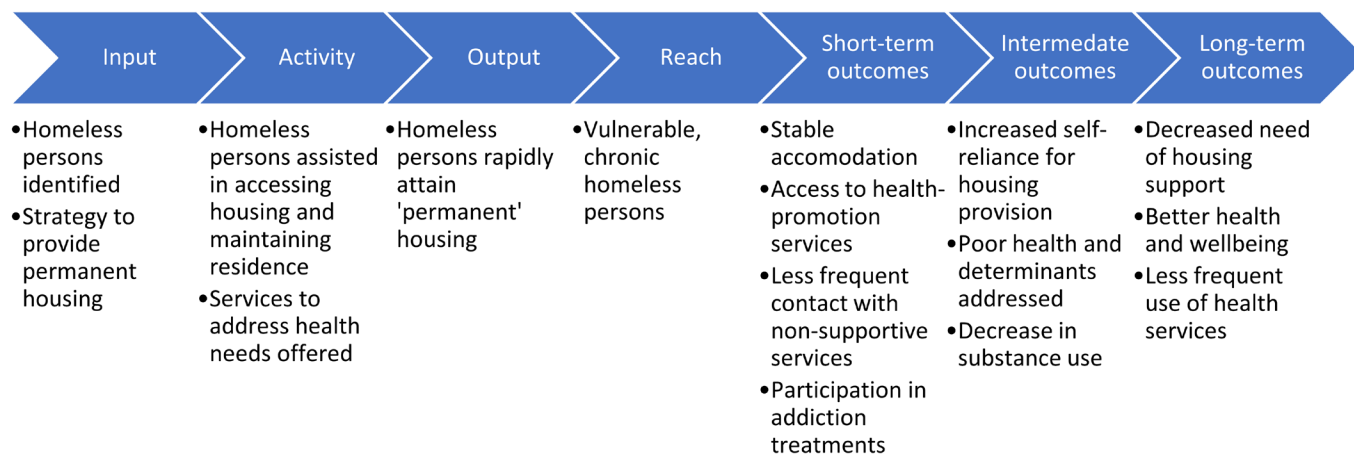 Input
Activity
Output
Reach
Short-term
outcomes
Intermedate
outcomes
Long-term
outcomes
•Homeless
persons
identified
•Strategy to
provide
permanent
housing
•Homeless
persons assisted
in accessing
housing and
maintaining
residence
•Services to
address health
needs offered
•Homeless
persons rapidly
attain
'permanent'
housing
•Vulnerable,
chronic
homeless
persons
•Stable
accomodation
•Access to health-
promotion
services
•Less frequent
contact with
non-supportive
services
•Participation in
addiction
treatments
•Increased self-
reliance for
housing
provision
•Poor health and
determinants
addressed
•Decrease in
substance use
•Decreased need
of housing
support
•Better health
and wellbeing
•Less frequent
use of health
services